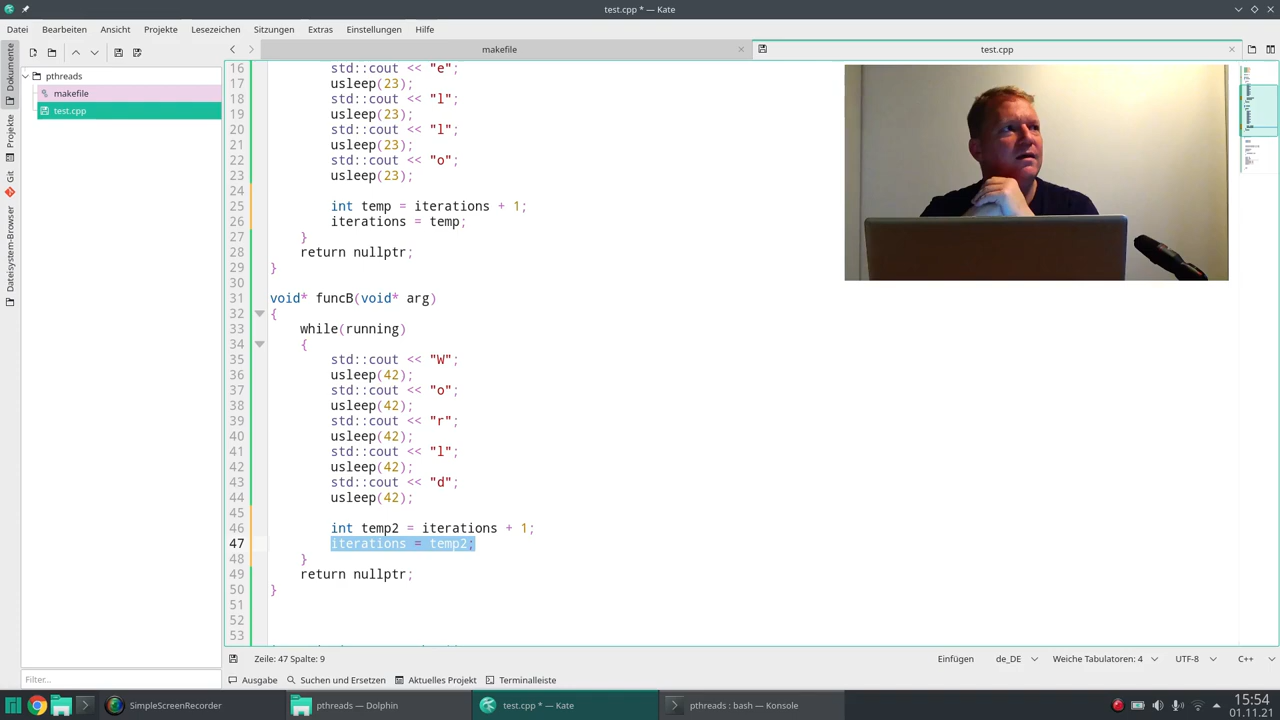 test.cpp * — Kate
Datei Bearbeiten Ansicht Projekte Lesezeichen Sitzungen Extras Einstellungen Hilfe
Dokumente
Projekte
Git
Dateisystem-Browser
pthreads
makefile
test.cpp
Filter...
makefile
test.cpp
16 std::cout << "e";
17 usleep(23);
18 std::cout << "l";
19 usleep(23);
20 std::cout << "l";
21 usleep(23);
22 std::cout << "o";
23 usleep(23);
24
25 int temp = iterations + 1;
26 iterations = temp;
27 }
28 return nullptr;
29 }
30
31 void* funcB(void* arg)
32 {
33 while(running)
34 {
35 std::cout << "W";
36 usleep(42);
37 std::cout << "o";
38 usleep(42);
39 std::cout << "r";
40 usleep(42);
41 std::cout << "l";
42 usleep(42);
43 std::cout << "d";
44 usleep(42);
45
46 int temp2 = iterations + 1;
47 iterations = temp2;
48 }
49 return nullptr;
50 }
51
52
53
Zeile: 47 Spalte: 9 Einfügen de_DE Weiche Tabulatoren: 4 UTF-8 C++
Ausgabe Suchen und Ersetzen Aktuelles Projekt Terminalleiste
SimpleScreenRecorder pthreads — Dolphin test.cpp * — Kate pthreads : bash — Konsole
15:54
01.11.21